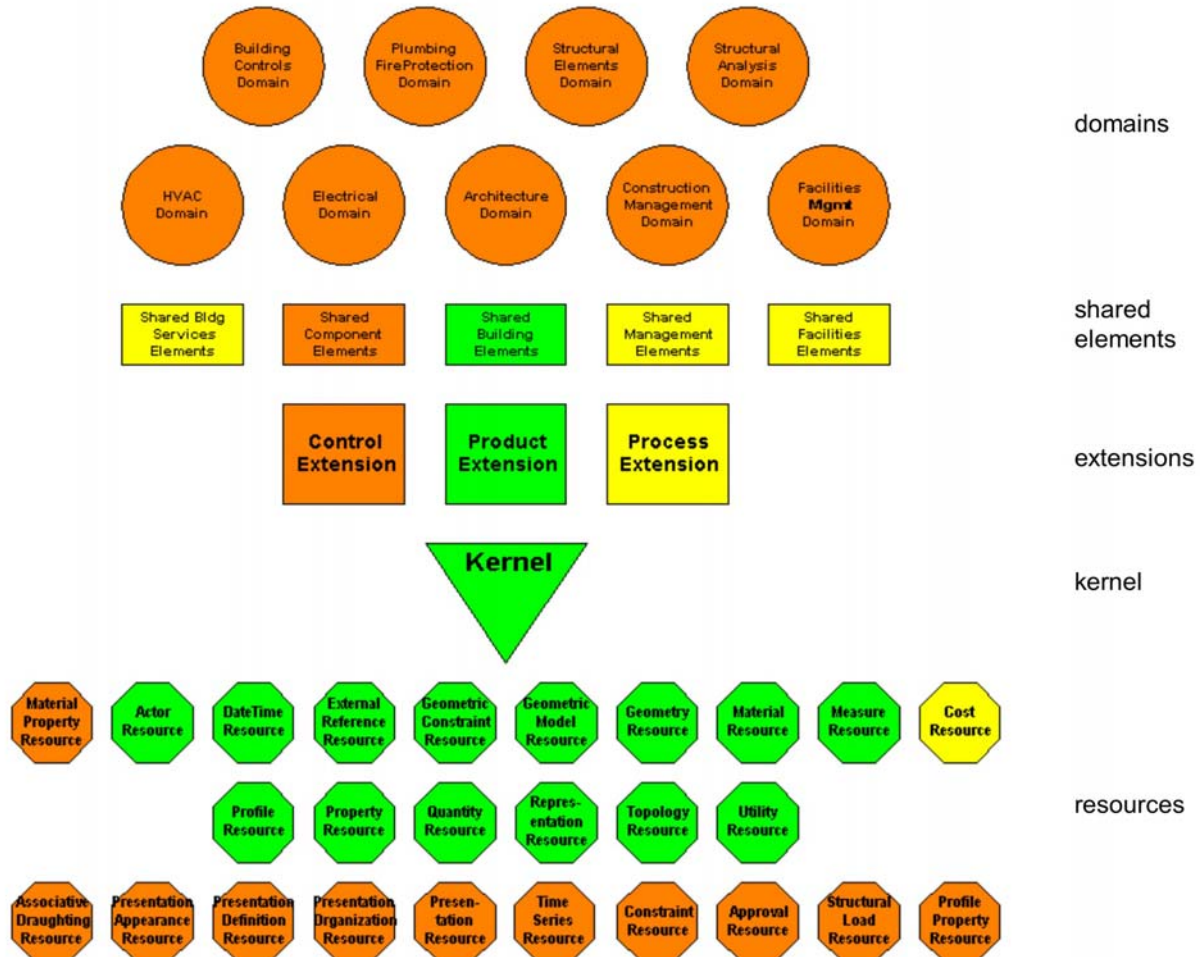 Building
Controls
Domain
Plumbing
FireProtection
Domain
Structural
Elements
Domain
Structural
Analysis
Domain
domains
HVAC
Domain
Electrical
Domain
Architecture
Domain
Construction
Management
Domain
Facilities
Mgmt
Domain
Shared Bldg
Services
Elements
Shared
Component
Elements
Shared
Building
Elements
Shared
Management
Elements
Shared
Facilities
Elements
shared
elements
Control
Extension
Product
Extension
Process
Extension
extensions
Kernel
kernel
Material
Property
Resource
Actor
Resource
DateTime
Resource
External
Reference
Resource
Geometric
Constraint
Resource
Geometric
Model
Resource
Geometry
Resource
Material
Resource
Measure
Resource
Cost
Resource
Profile
Resource
Property
Resource
Quantity
Resource
Repres-
entation
Resource
Topology
Resource
Utility
Resource
resources
Associative
Draughting
Resource
Presentation
Appearance
Resource
Presentation
Definition
Resource
Presentation
Organization
Resource
Presen-
tation
Resource
Time
Series
Resource
Constraint
Resource
Approval
Resource
Structural
Load
Resource
Profile
Property
Resource